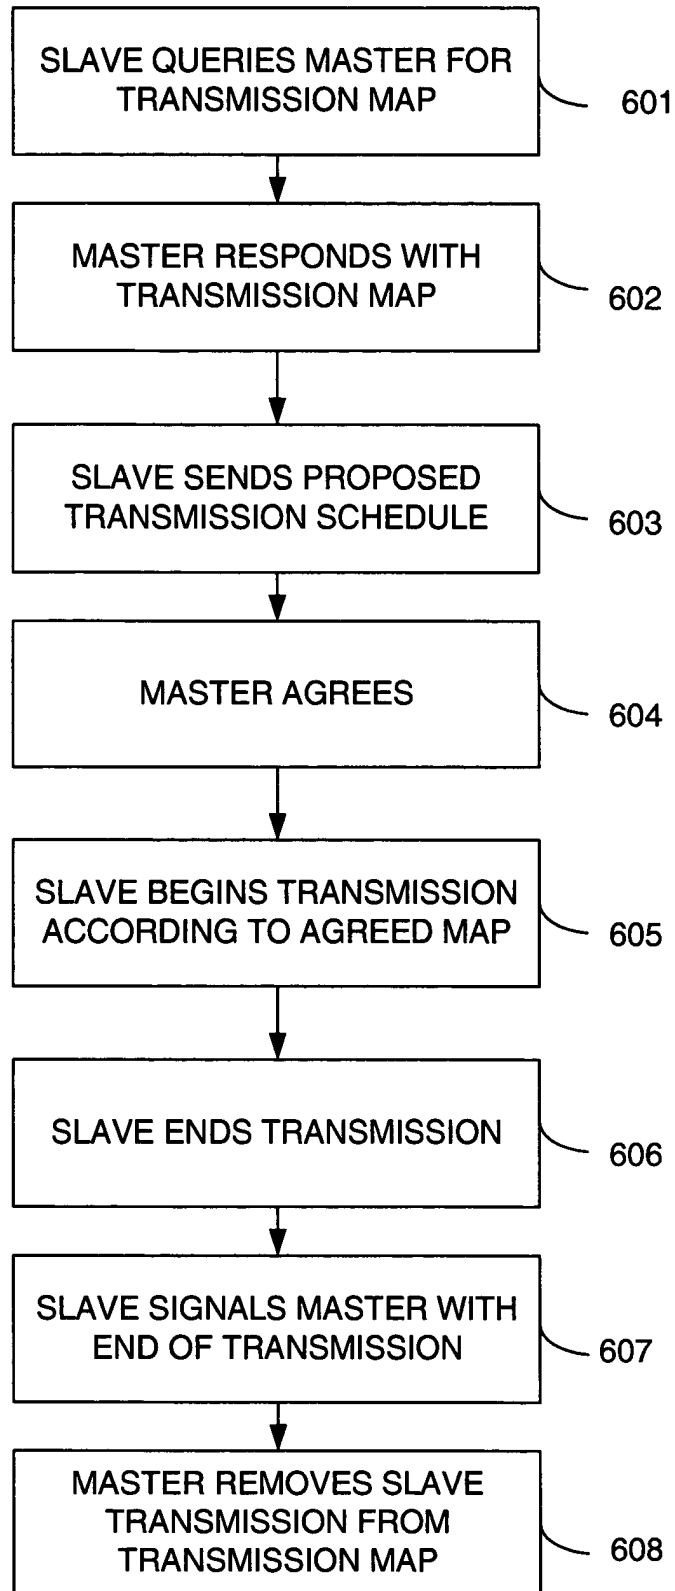 SLAVE QUERIES MASTER FOR
TRANSMISSION MAP
601
MASTER RESPONDS WITH
TRANSMISSION MAP
602
SLAVE SENDS PROPOSED
TRANSMISSION SCHEDULE
603
MASTER AGREES
604
SLAVE BEGINS TRANSMISSION
ACCORDING TO AGREED MAP
605
SLAVE ENDS TRANSMISSION
606
SLAVE SIGNALS MASTER WITH
END OF TRANSMISSION
607
MASTER REMOVES SLAVE
TRANSMISSION FROM
TRANSMISSION MAP
608